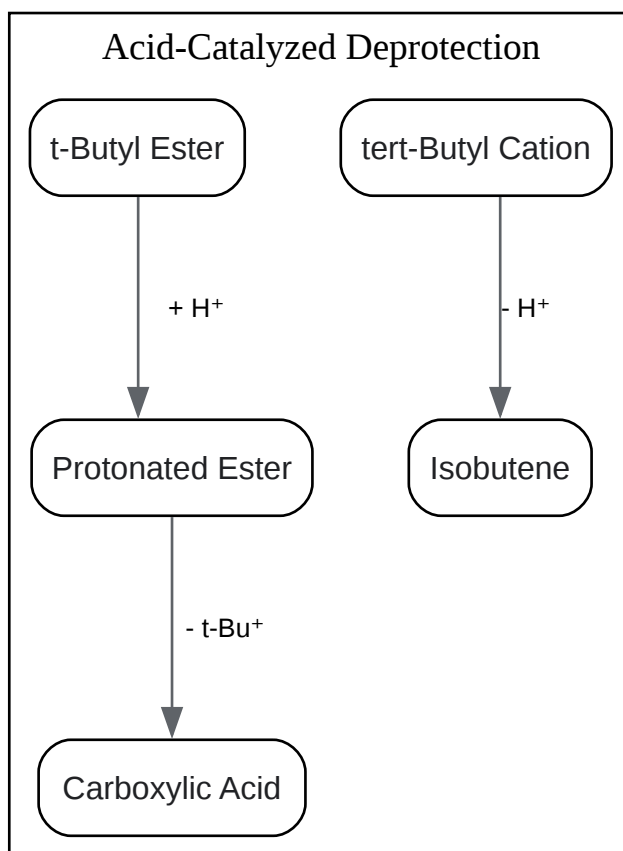 Acid-Catalyzed Deprotection
t-Butyl Ester
tert-Butyl Cation
+ H⁺
- H⁺
Protonated Ester
Isobutene
- t-Bu⁺
Carboxylic Acid